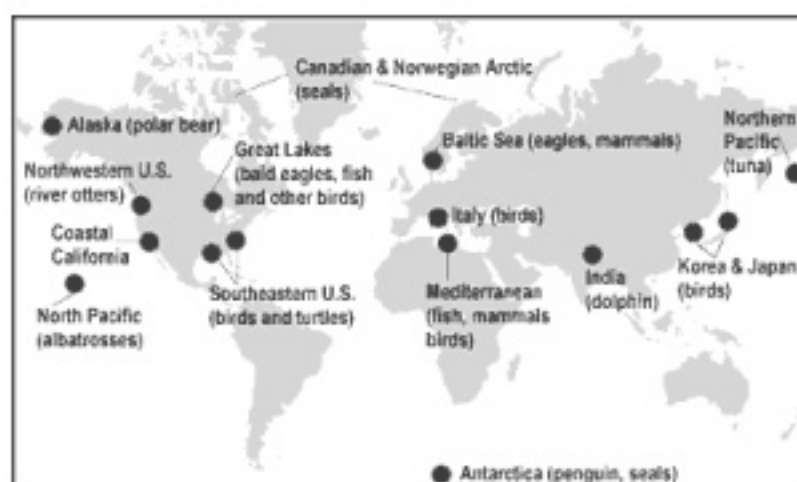 Canadian & Norwegian Arctic
(seals)
Alaska (polar bear)
Northwestern U.S.
(river otters)
Great Lakes
(bald eagles, fish
and other birds)
Baltic Sea (eagles, mammals)
Northern
Pacific
(tuna)
Coastal
California
Italy (birds)
North Pacific
(albatrosses)
Southeastern U.S.
(birds and turtles)
Mediterranean
(fish, mammals
birds)
India
(dolphin)
Korea & Japan
(birds)
Antarctica (penguin, seals)